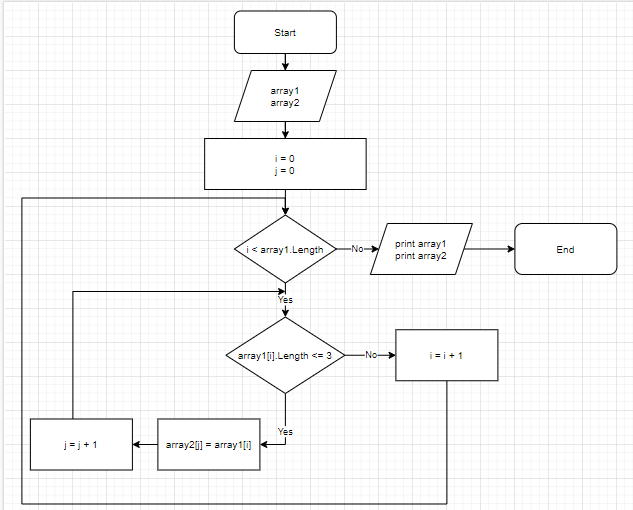 Start
array1
array2
i = 0
j = 0
i < array1.Length
No
print array1
print array2
End
Yes
array1[i].Length <= 3
No
i = i + 1
Yes
array2[j] = array1[i]
j = j + 1